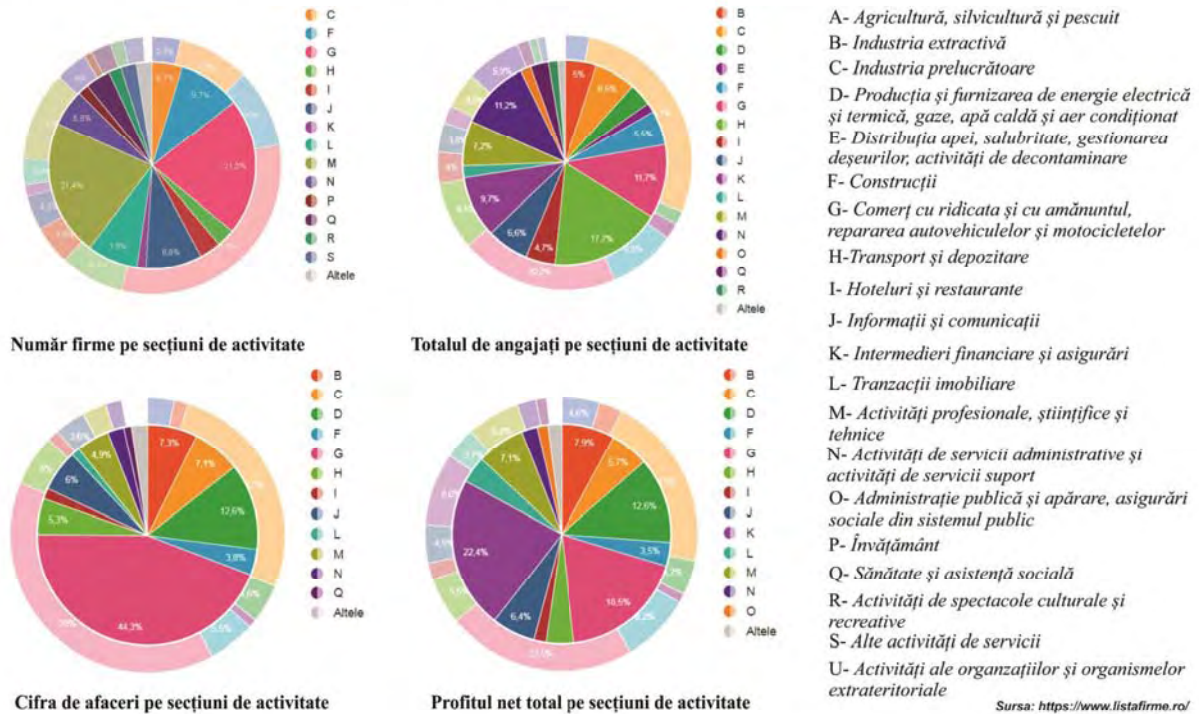 C
F
G
H
I
J
K
L
M
N
P
Q
R
S
Altele
9,7%
21,4%
Număr firme pe secțiuni de activitate
B
C
D
E
F
G
H
I
J
K
L
M
N
O
Q
R
Altele
5%
11,7%
4,7%
6,6%
9,7%
7,2%
11,2%
Totalul de angajați pe secțiuni de activitate
B
C
D
F
G
H
I
J
L
M
N
Q
Altele
7,3%
7,1%
12,6%
3,8%
44,3%
5,3%
6%
4,9%
Cifra de afaceri pe secțiuni de activitate
B
C
D
F
G
H
I
J
K
L
M
N
O
Altele
7,9%
5,7%
12,6%
3,5%
6,4%
22,4%
7,1%
Profitul net total pe secțiuni de activitate
A- Agricultură, silvicultură și pescuit
B- Industria extractivă
C- Industria prelucrătoare
D- Producția și furnizarea de energie electrică
și termică, gaze, apă caldă și aer condiționat
E- Distribuția apei, salubritate, gestionarea
deșeurilor, activități de decontaminare
F- Construcții
G- Comerț cu ridicata și cu amănuntul,
repararea autovehiculelor și motocicletelor
H-Transport și depozitare
I- Hoteluri și restaurante
J- Informații și comunicații
K- Intermedieri financiare și asigurări
L- Tranzacții imobiliare
M- Activități profesionale, științifice și
tehnice
N- Activități de servicii administrative și
activități de servicii suport
O- Administrație publică și apărare, asigurări
sociale din sistemul public
P- Învățământ
Q- Sănătate și asistență socială
R- Activități de spectacole culturale și
recreative
S- Alte activități de servicii
U- Activități ale organzațiilor și organismelor
extrateritoriale
Sursa: https://www.listafirme.ro/